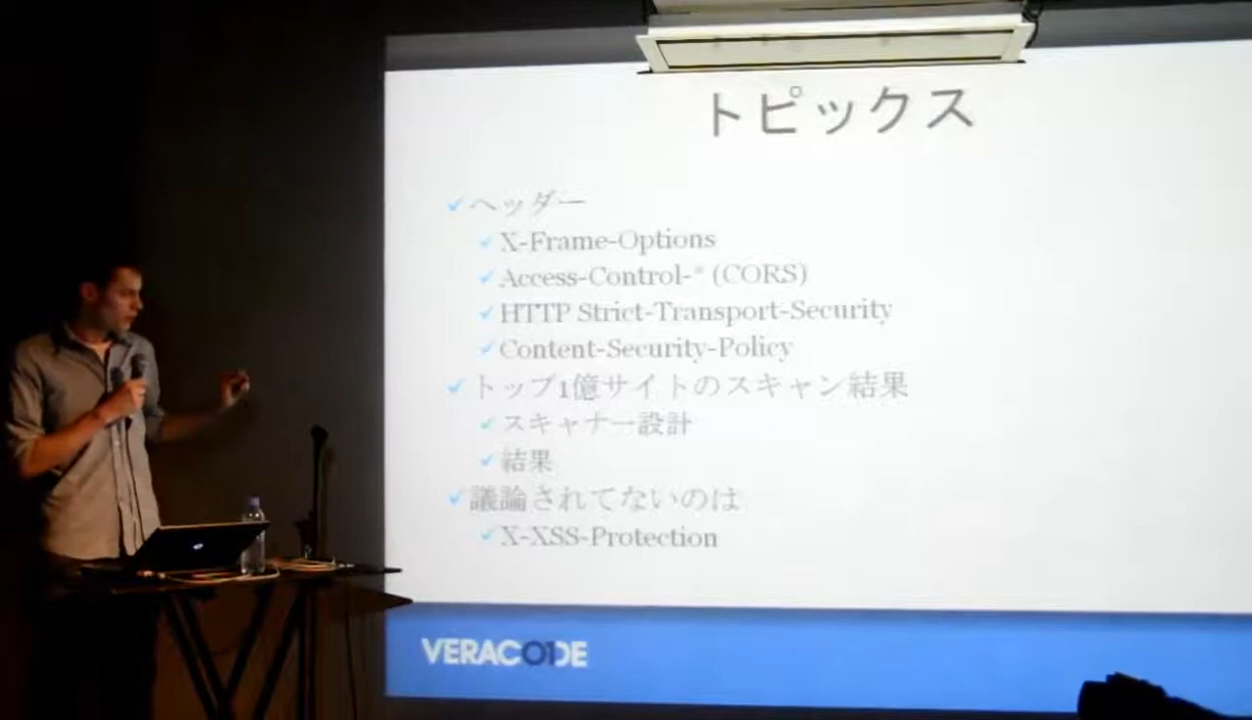 トピックス
ヘッダー
X-Frame-Options
Access-Control-* (CORS)
HTTP Strict-Transport-Security
Content-Security-Policy
トップ1億サイトのスキャン結果
スキャナー設計
結果
議論されてないのは
X-XSS-Protection
VERACODE